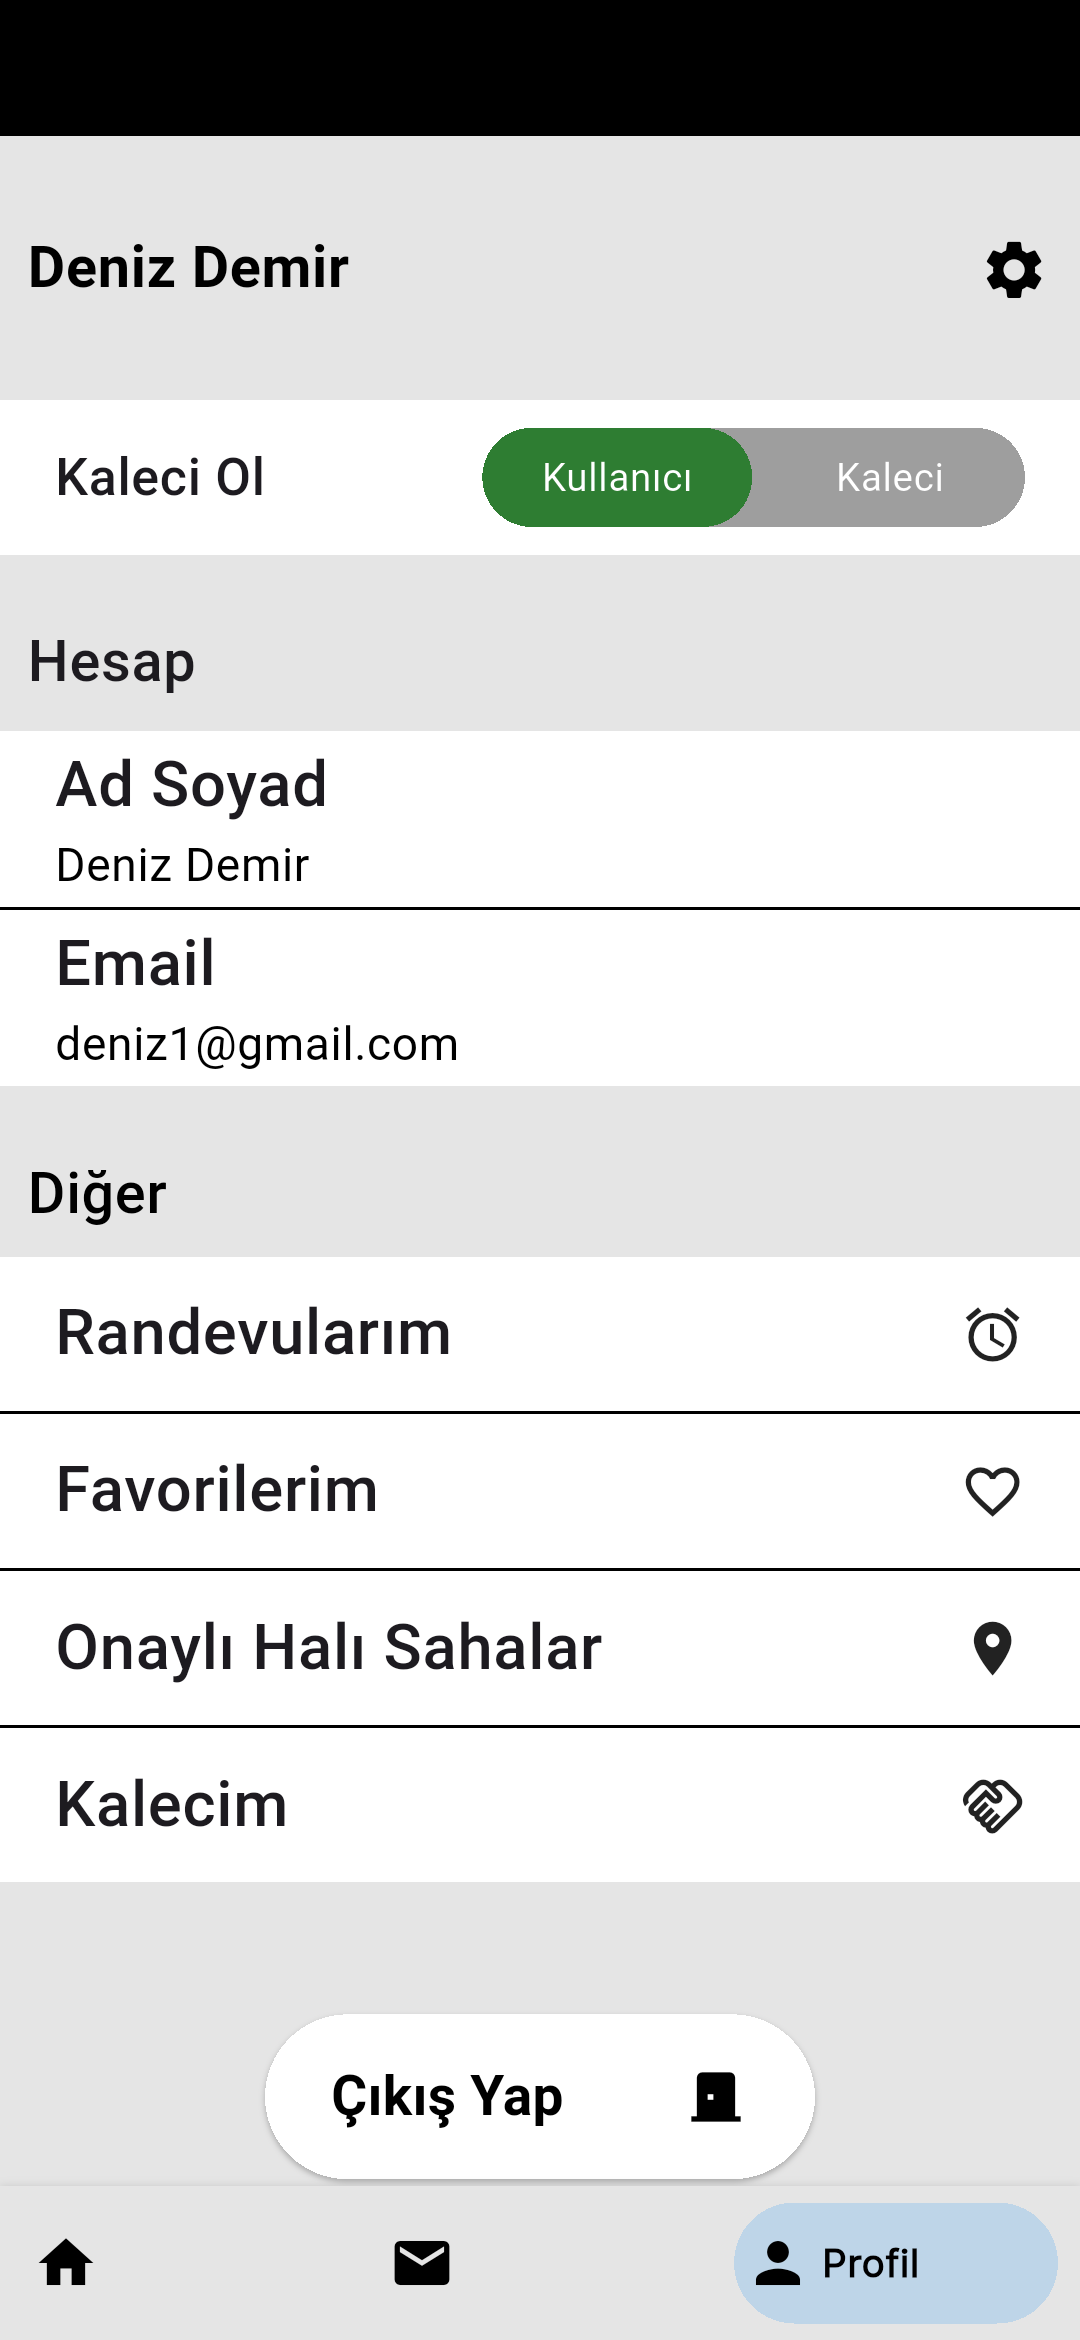 Deniz Demir
Kaleci Ol
Kullanıcı
Kaleci
Hesap
Ad Soyad
Deniz Demir
Email
deniz1@gmail.com
Diğer
Randevularım
Favorilerim
Onaylı Halı Sahalar
Kalecim
Çıkış Yap
Profil